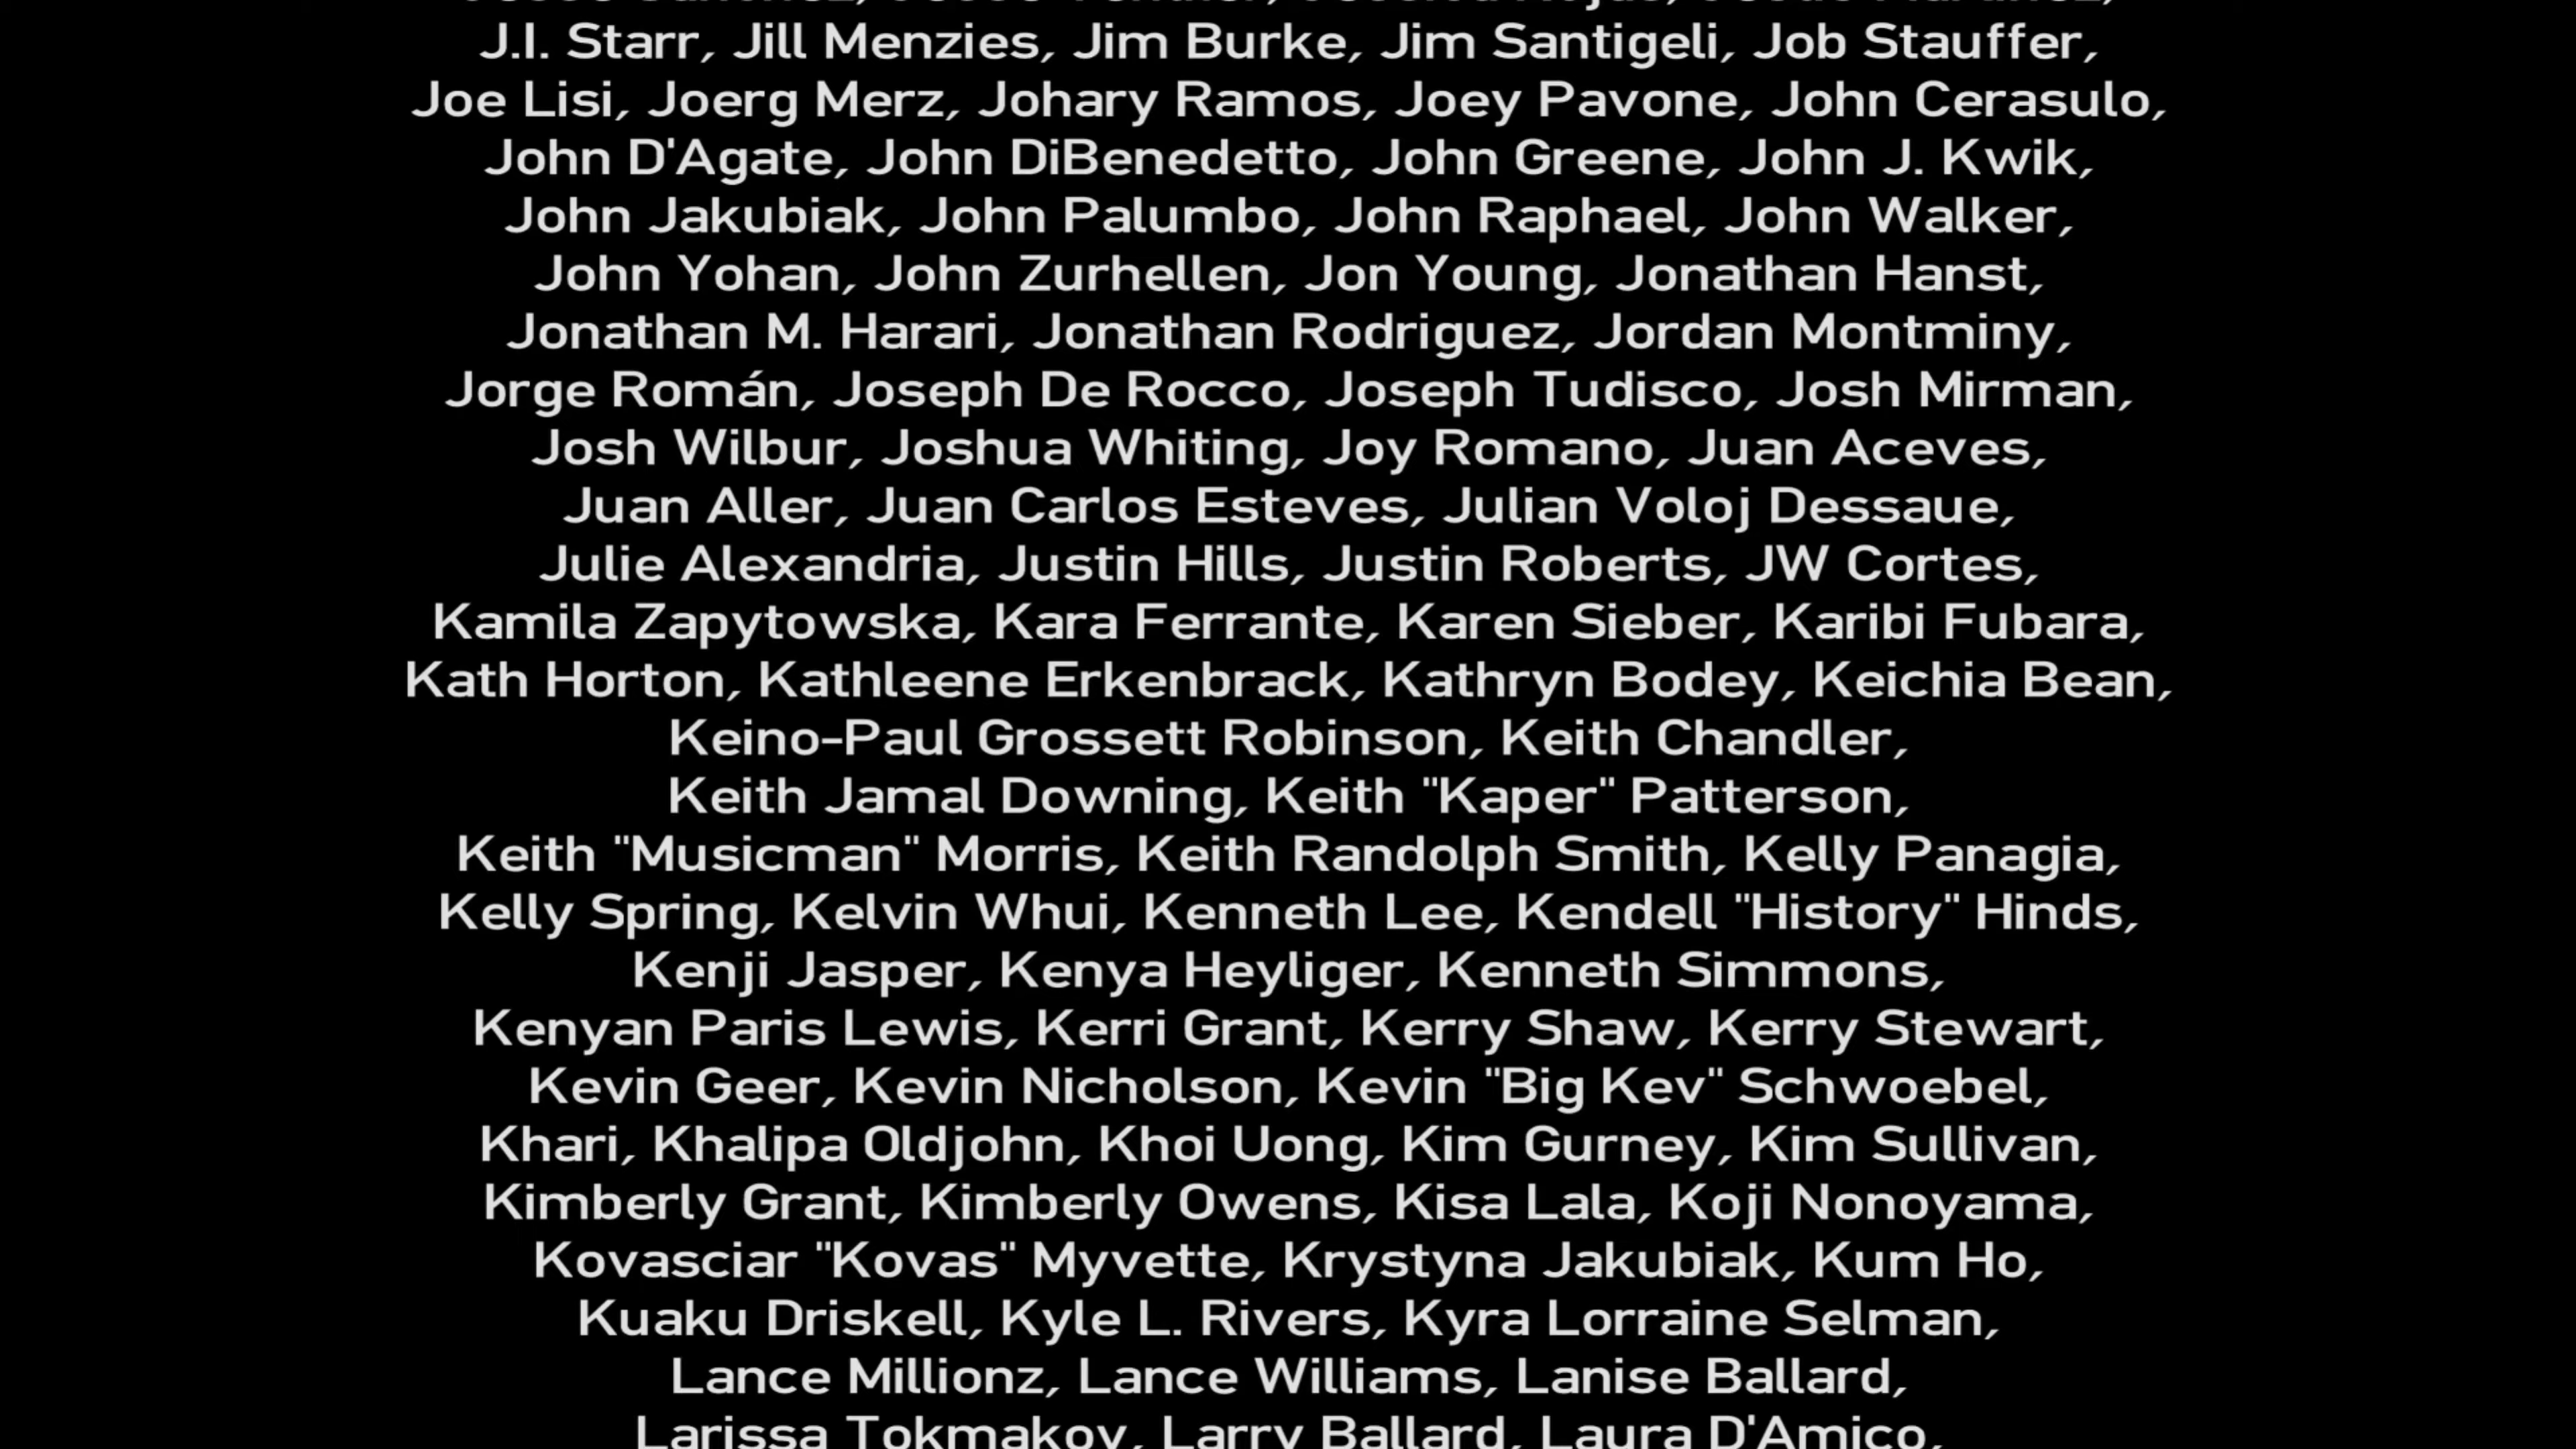 J.I. Starr, Jill Menzies, Jim Burke, Jim Santigeli, Job Stauffer,
Joe Lisi, Joerg Merz, Johary Ramos, Joey Pavone, John Cerasulo,
John D'Agate, John DiBenedetto, John Greene, John J. Kwik,
John Jakubiak, John Palumbo, John Raphael, John Walker,
John Yohan, John Zurhellen, Jon Young, Jonathan Hanst,
Jonathan M. Harari, Jonathan Rodriguez, Jordan Montminy,
Jorge Román, Joseph De Rocco, Joseph Tudisco, Josh Mirman,
Josh Wilbur, Joshua Whiting, Joy Romano, Juan Aceves,
Juan Aller, Juan Carlos Esteves, Julian Voloj Dessaue,
Julie Alexandria, Justin Hills, Justin Roberts, JW Cortes,
Kamila Zapytowska, Kara Ferrante, Karen Sieber, Karibi Fubara,
Kath Horton, Kathleene Erkenbrack, Kathryn Bodey, Keichia Bean,
Keino-Paul Grossett Robinson, Keith Chandler,
Keith Jamal Downing, Keith "Kaper" Patterson,
Keith "Musicman" Morris, Keith Randolph Smith, Kelly Panagia,
Kelly Spring, Kelvin Whui, Kenneth Lee, Kendell "History" Hinds,
Kenji Jasper, Kenya Heyliger, Kenneth Simmons,
Kenyan Paris Lewis, Kerri Grant, Kerry Shaw, Kerry Stewart,
Kevin Geer, Kevin Nicholson, Kevin "Big Kev" Schwoebel,
Khari, Khalipa Oldjohn, Khoi Uong, Kim Gurney, Kim Sullivan,
Kimberly Grant, Kimberly Owens, Kisa Lala, Koji Nonoyama,
Kovasciar "Kovas" Myvette, Krystyna Jakubiak, Kum Ho,
Kuaku Driskell, Kyle L. Rivers, Kyra Lorraine Selman,
Lance Millionz, Lance Williams, Lanise Ballard,
Larissa Tokmakov, Larry Ballard, Laura D'Amico,